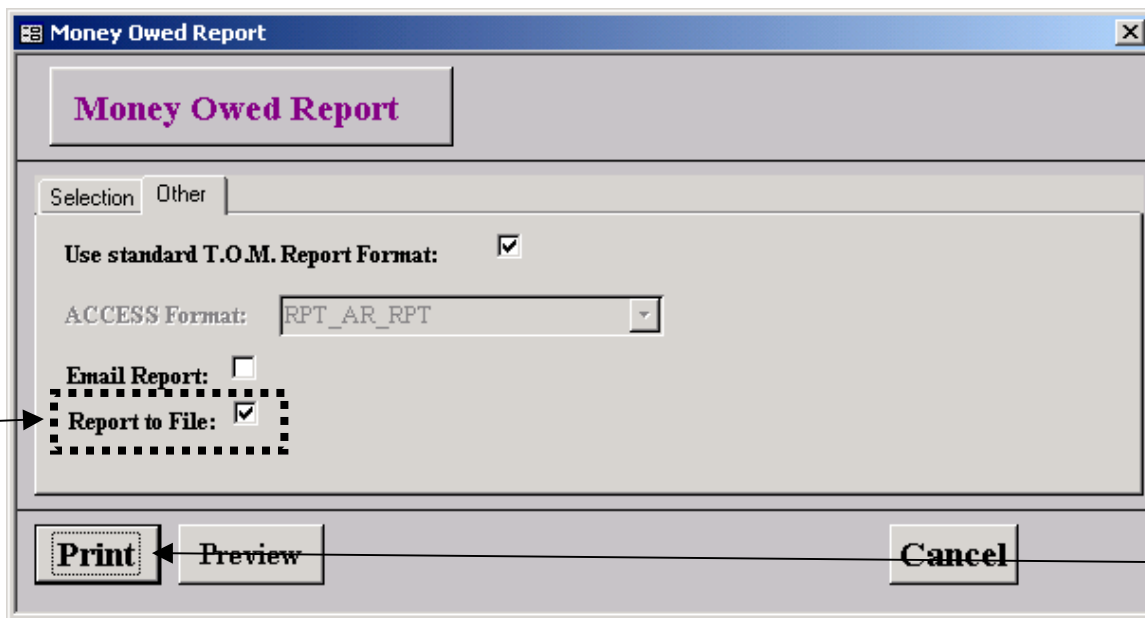 Money Owed Report
Money Owed Report
Selection Other
Use standard T.O.M. Report Format:
ACCESS Format: RPT_AR_RPT
Email Report:
Report to File:
Print Preview Cancel